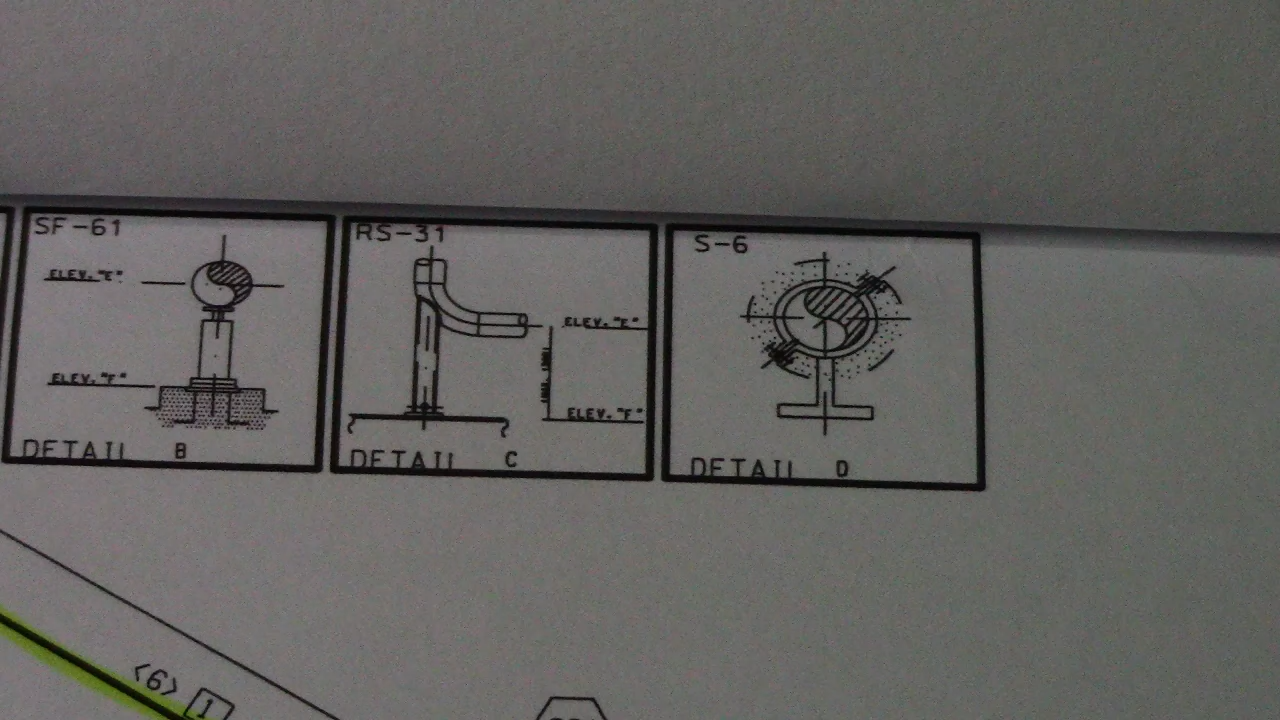 SF-61
ELEV. "E"
ELEV. "F"
DETAIL B
RS-31
ELEV. "E"
ELEV. "F"
DETAIL C
S-6
DETAIL D
<6> 1